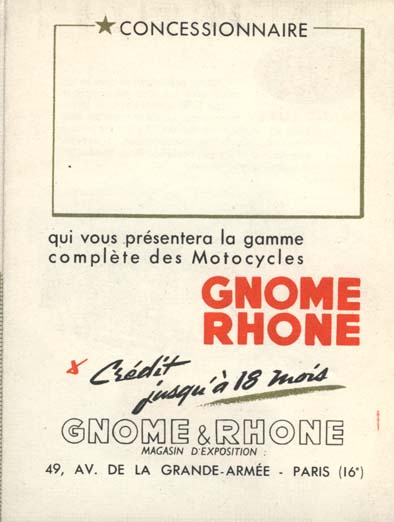 ★ CONCESSIONNAIRE
qui vous présentera la gamme
complète des Motocycles
GNOME
RHONE
Crédit
jusqu'à 18 mois
GNOME & RHONE
MAGASIN D'EXPOSITION :
49, AV. DE LA GRANDE-ARMÉE - PARIS (16e)